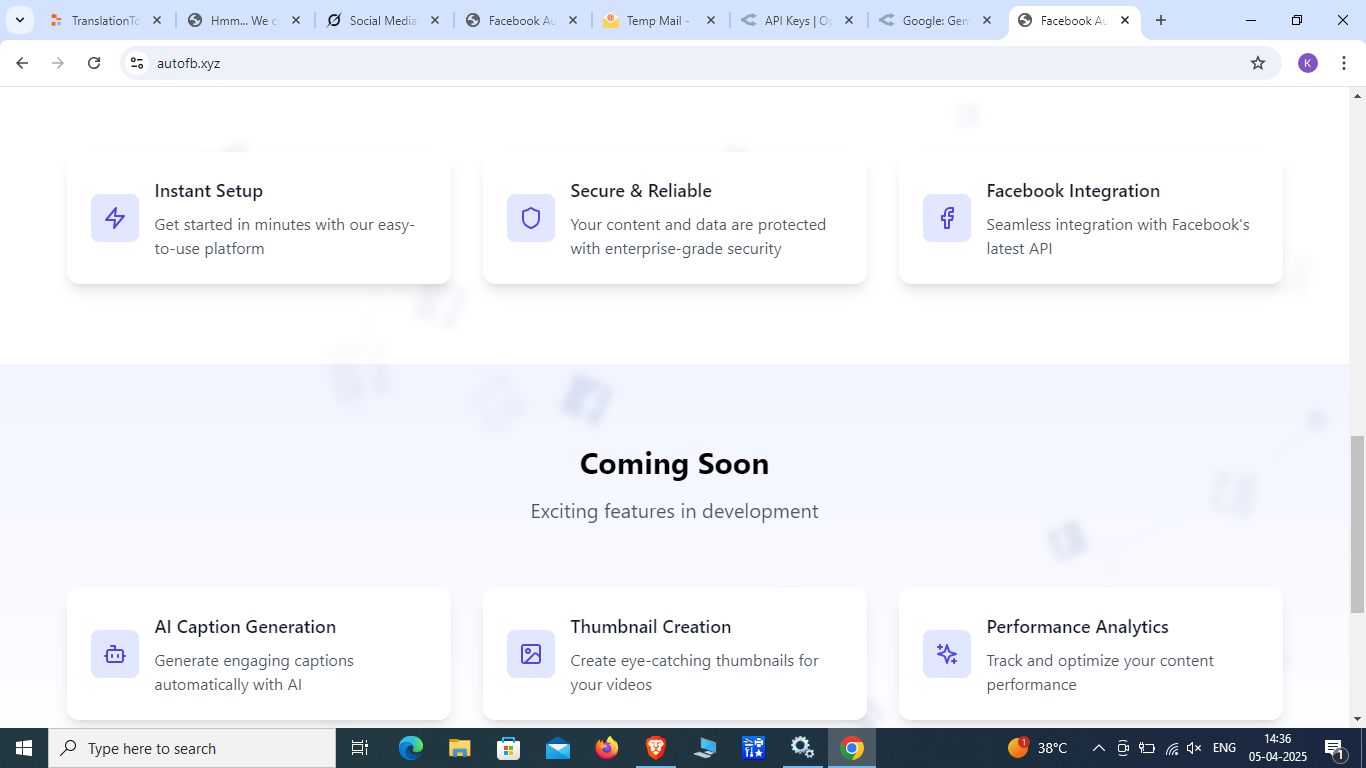 TranslationTo
Hmm... We c
Social Media
Facebook Au
Temp Mail -
API Keys | Op
Google: Gem
Facebook Au
autofb.xyz
K
Instant Setup
Get started in minutes with our easy-
to-use platform
Secure & Reliable
Your content and data are protected
with enterprise-grade security
Facebook Integration
Seamless integration with Facebook's
latest API
Coming Soon
Exciting features in development
AI Caption Generation
Generate engaging captions
automatically with AI
Thumbnail Creation
Create eye-catching thumbnails for
your videos
Performance Analytics
Track and optimize your content
performance
Type here to search
1
38°C
ENG
14:36
05-04-2025
1